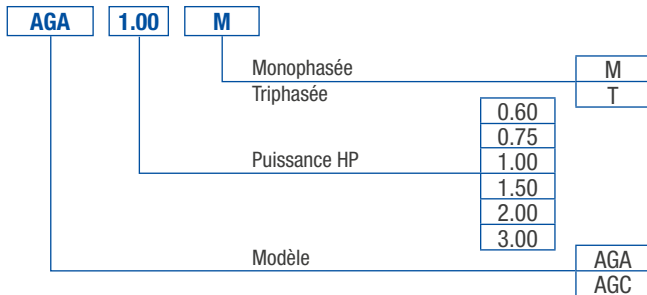 AGA 1.00 M
Monophasée M
Triphasée T
0.60
0.75
Puissance HP 1.00
1.50
2.00
3.00
Modèle AGA
AGC